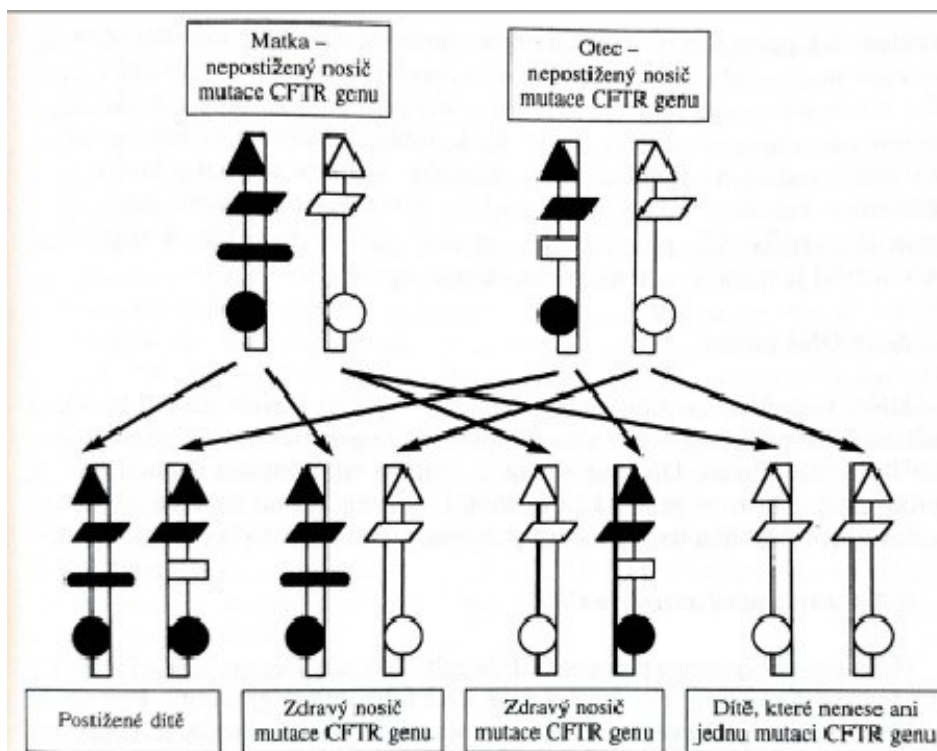 Matka –
nepostižený nosič
mutace CFTR genu
Otec –
nepostižený nosič
mutace CFTR genu
Postižené dítě
Zdravý nosič
mutace CFTR genu
Zdravý nosič
mutace CFTR genu
Dítě, které nenese ani
jednu mutaci CFTR genu